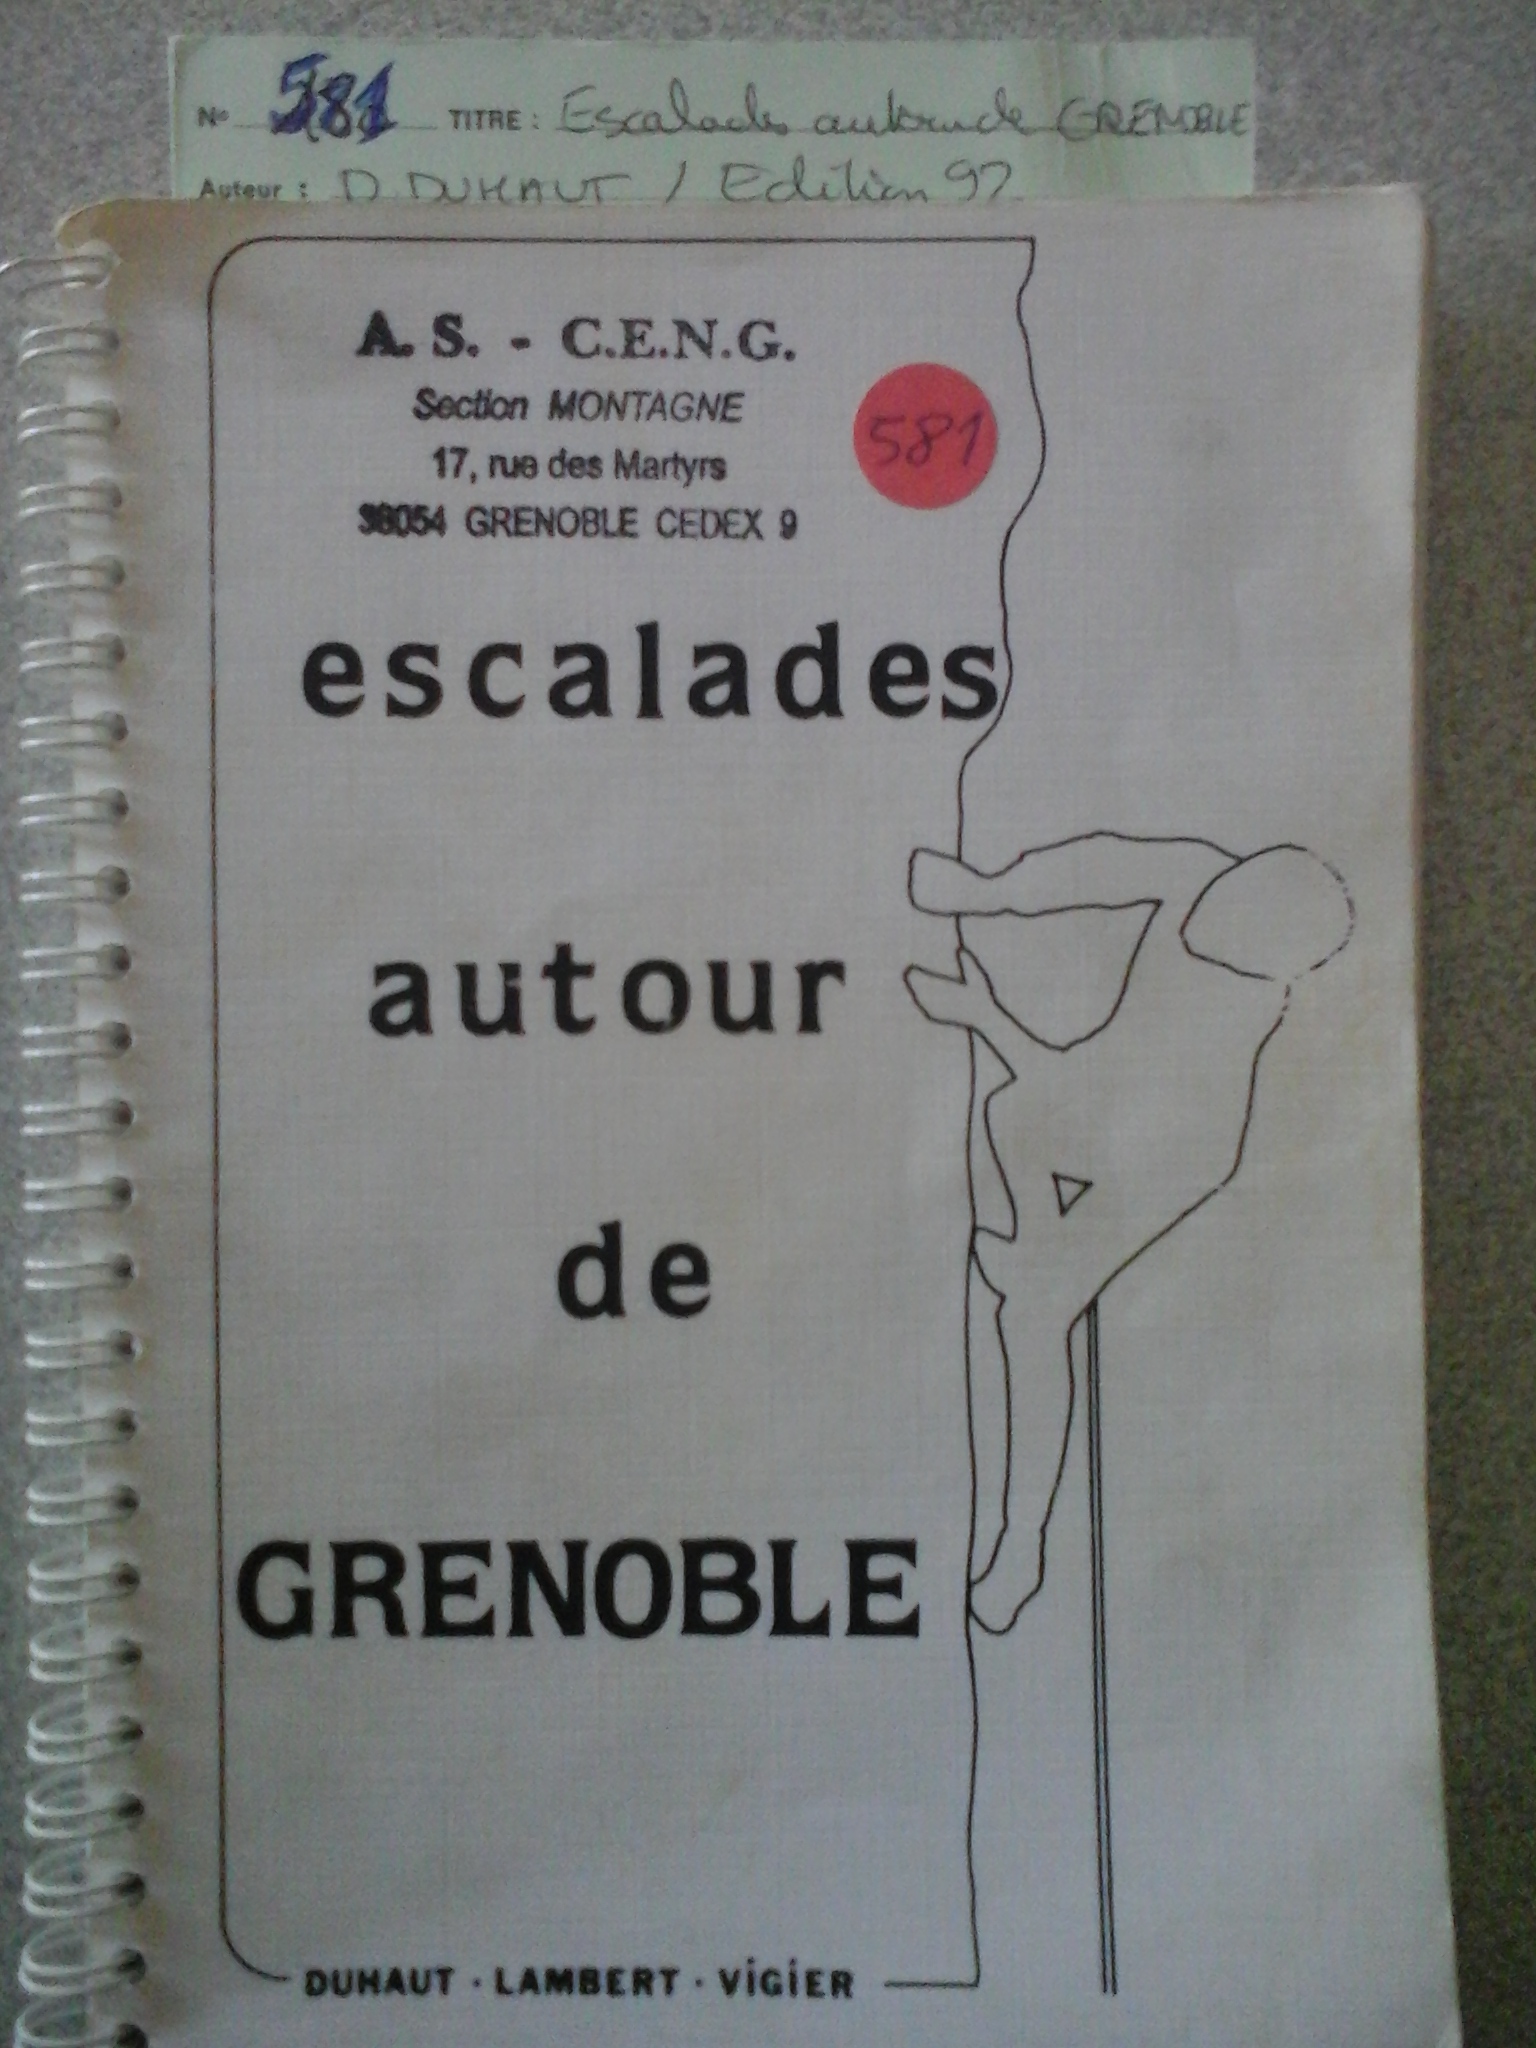 N° 581 TITRE : Escalades autour de GRENOBLE
Auteur : D. DUHAUT / Edition 97
A. S. - C.E.N.G.
Section MONTAGNE
17, rue des Martyrs
38054 GRENOBLE CEDEX 9
581
escalades
autour
de
GRENOBLE
DUHAUT · LAMBERT · ViGiER